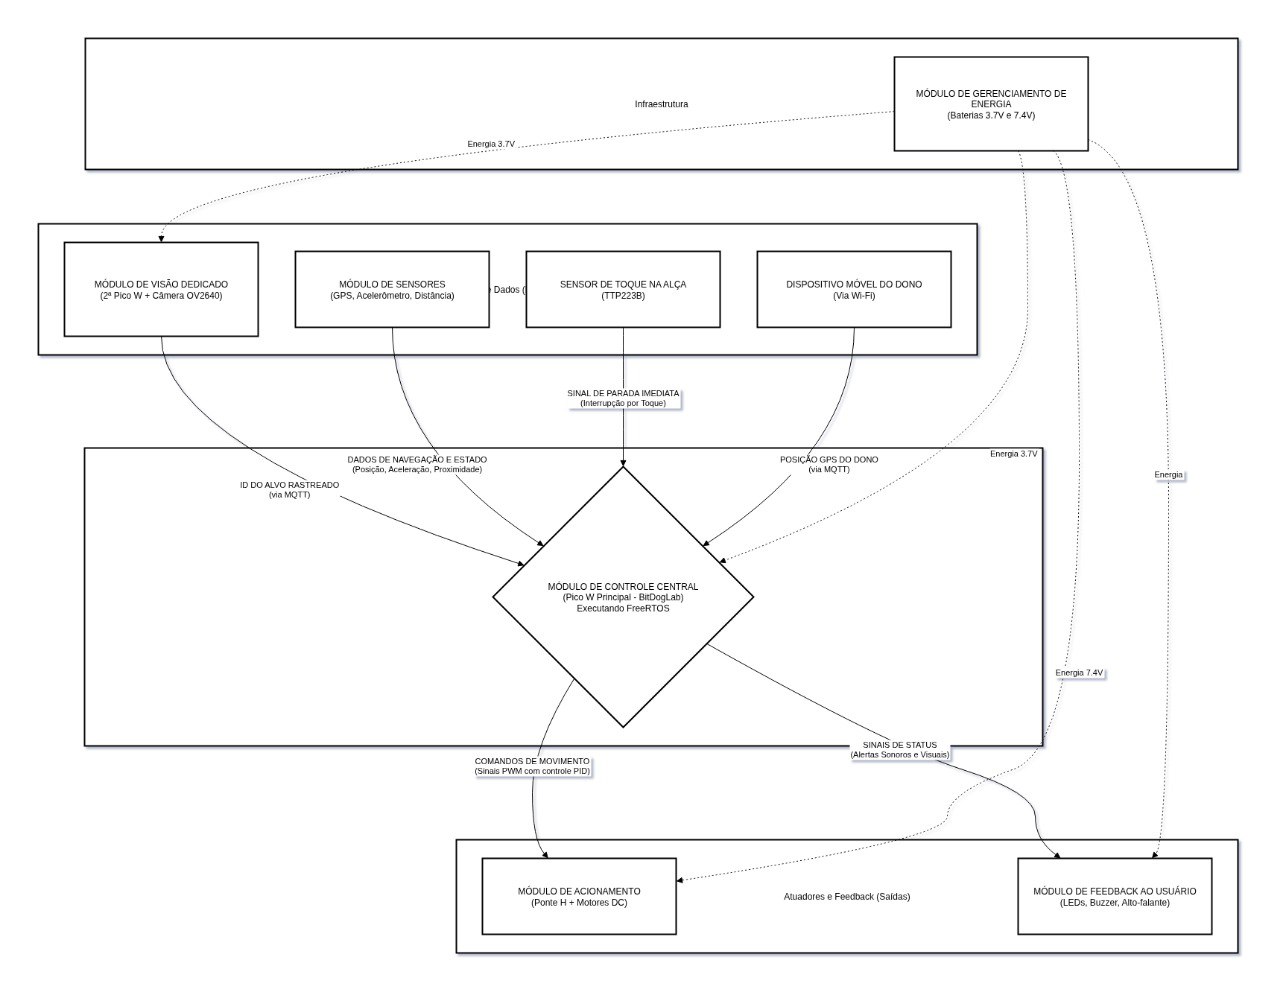 MÓDULO DE GERENCIAMENTO DE
ENERGIA
(Baterias 3.7V e 7.4V)
Infraestrutura
Energia 3.7V
MÓDULO DE VISÃO DEDICADO
(2ª Pico W + Câmera OV2640)
MÓDULO DE SENSORES
(GPS, Acelerômetro, Distância)
e Dados (
SENSOR DE TOQUE NA ALÇA
(TTP223B)
DISPOSITIVO MÓVEL DO DONO
(Via Wi-Fi)
SINAL DE PARADA IMEDIATA
(Interrupção por Toque)
Energia 3.7V
DADOS DE NAVEGAÇÃO E ESTADO
(Posição, Aceleração, Proximidade)
POSIÇÃO GPS DO DONO
(via MQTT)
Energia
ID DO ALVO RASTREADO
(via MQTT)
MÓDULO DE CONTROLE CENTRAL
(Pico W Principal - BitDogLab)
Executando FreeRTOS
Energia 7.4V
SINAIS DE STATUS
(Alertas Sonoros e Visuais)
COMANDOS DE MOVIMENTO
(Sinais PWM com controle PID)
MÓDULO DE ACIONAMENTO
(Ponte H + Motores DC)
Atuadores e Feedback (Saídas)
MÓDULO DE FEEDBACK AO USUÁRIO
(LEDs, Buzzer, Alto-falante)